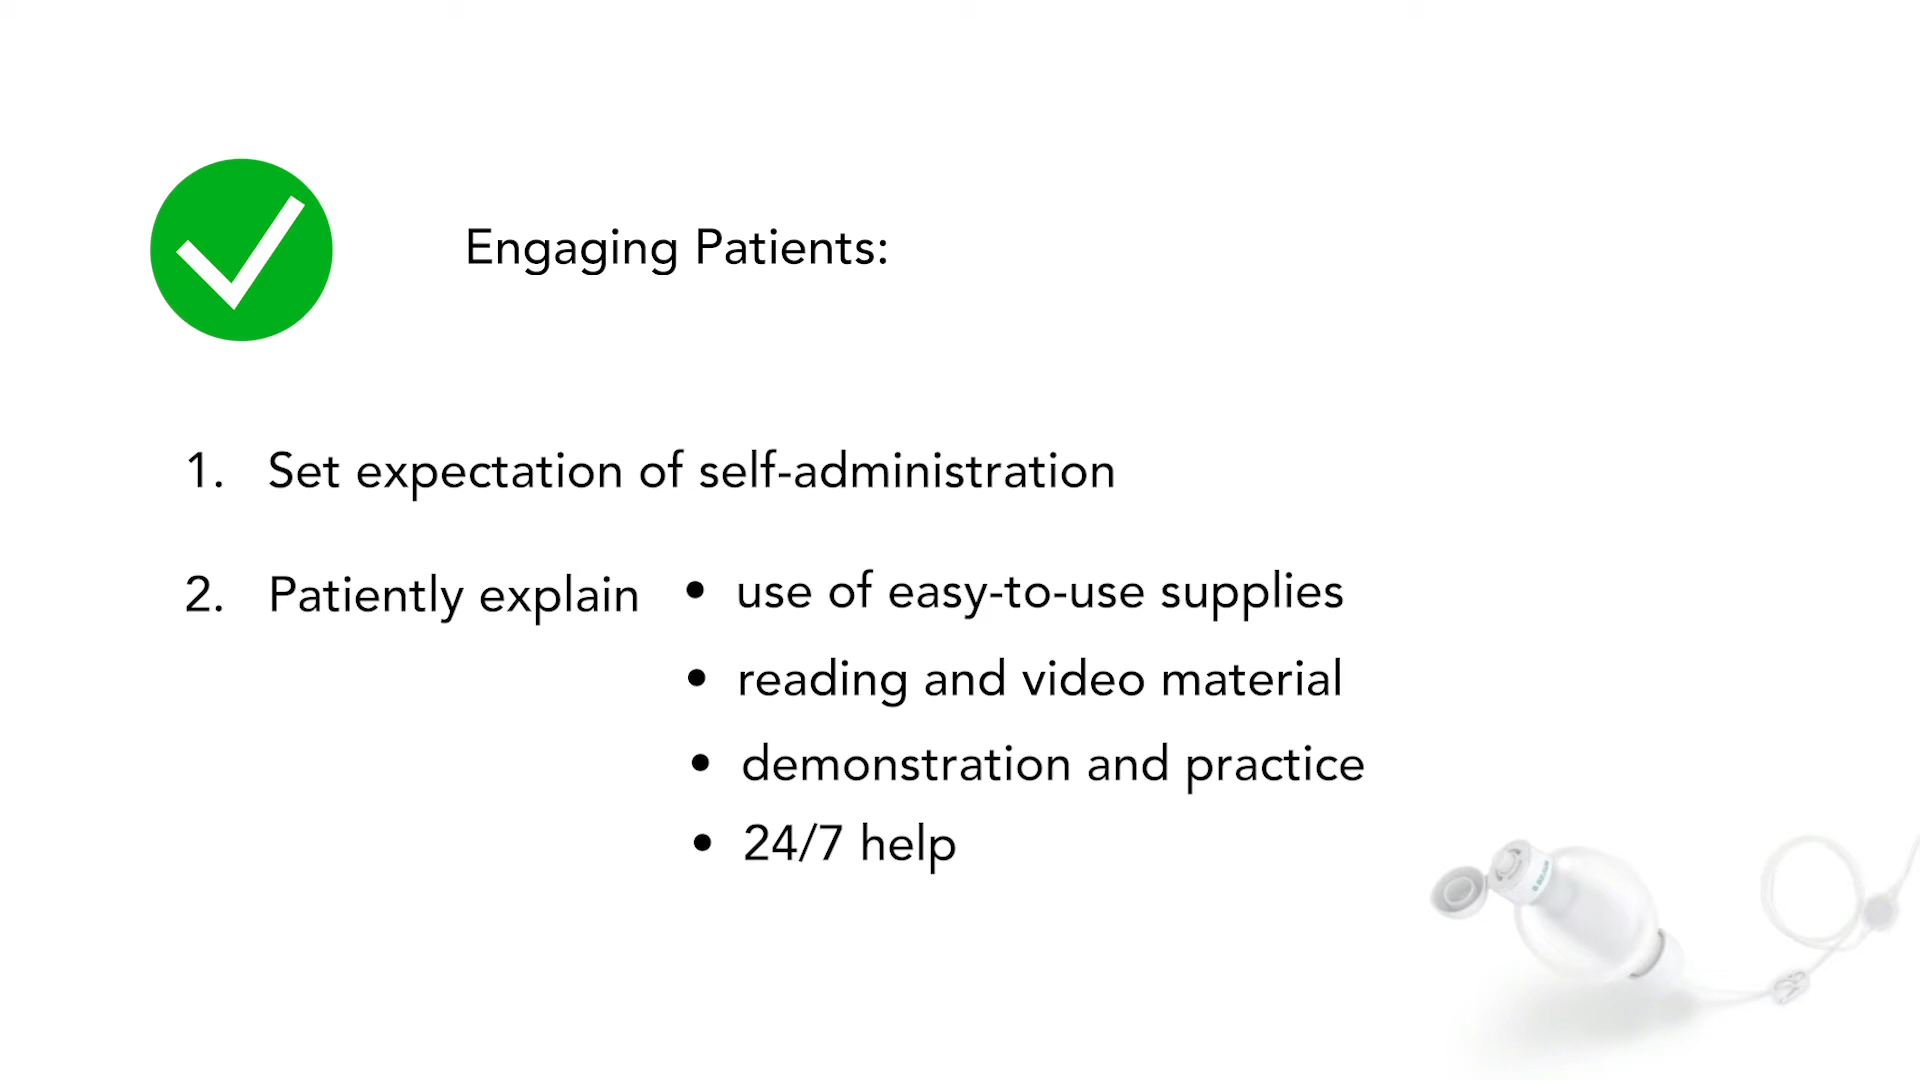 Engaging Patients:
1. Set expectation of self-administration
2. Patiently explain • use of easy-to-use supplies
• reading and video material
• demonstration and practice
• 24/7 help